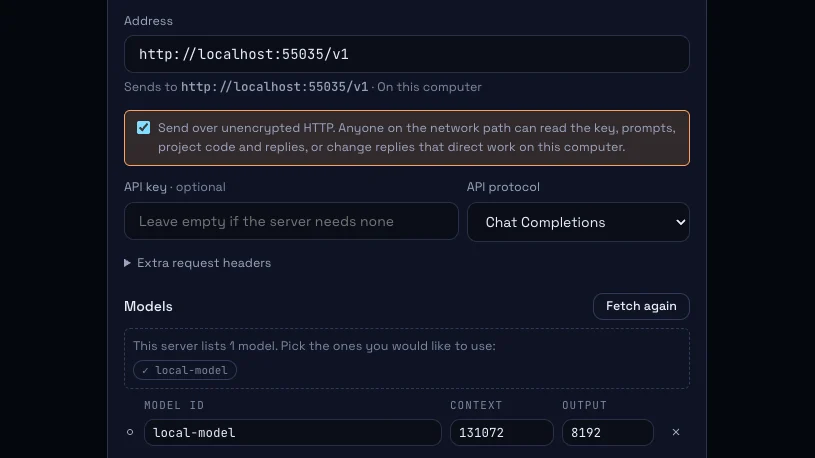 Address
http://localhost:55035/v1
Sends to http://localhost:55035/v1 · On this computer
Send over unencrypted HTTP. Anyone on the network path can read the key, prompts,
project code and replies, or change replies that direct work on this computer.
API key · optional
API protocol
Leave empty if the server needs none
Chat Completions
Extra request headers
Models
Fetch again
This server lists 1 model. Pick the ones you would like to use:
✓ local-model
MODEL ID
CONTEXT
OUTPUT
local-model
131072
8192
×